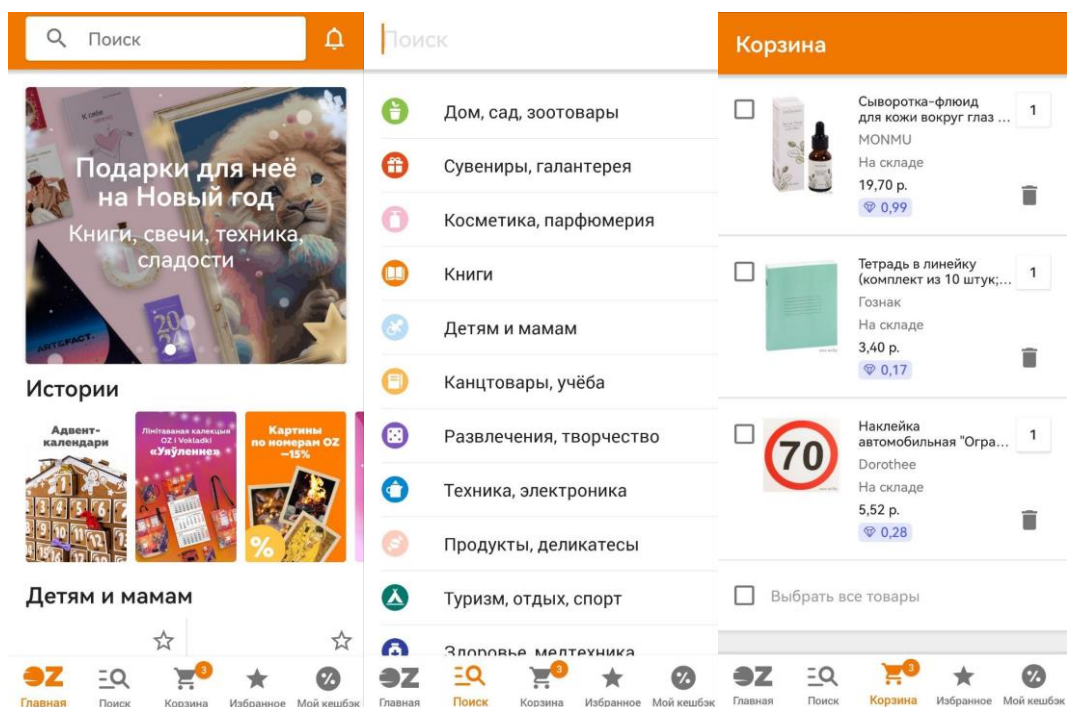 Поиск
К себе
нежно
Подарки для неё
на Новый год
Книги, свечи, техника,
сладости
2024
ARTEFACT.
Истории
Адвент-
календари
Лімітаваная калекцыя
OZ i Vokladki
«Уяўленне»
Картины
по номерам OZ
–15%
%
Детям и мамам
OZ
3
Главная
Поиск
Корзина
Избранное
Мой кешбэк
Поиск
Дом, сад, зоотовары
Сувениры, галантерея
Косметика, парфюмерия
Книги
Детям и мамам
Канцтовары, учёба
Развлечения, творчество
Техника, электроника
Продукты, деликатесы
Туризм, отдых, спорт
Здоровье, медтехника
OZ
3
Главная
Поиск
Корзина
Избранное
Мой кешбэк
Корзина
Сыворотка-флюид
для кожи вокруг глаз ...
1
MONMU
На складе
19,70 р.
0,99
Тетрадь в линейку
(комплект из 10 штук;...
1
Гознак
На складе
3,40 р.
0,17
70
Наклейка
автомобильная "Огра...
1
Dorothee
На складе
5,52 р.
0,28
Выбрать все товары
OZ
3
Главная
Поиск
Корзина
Избранное
Мой кешбэк